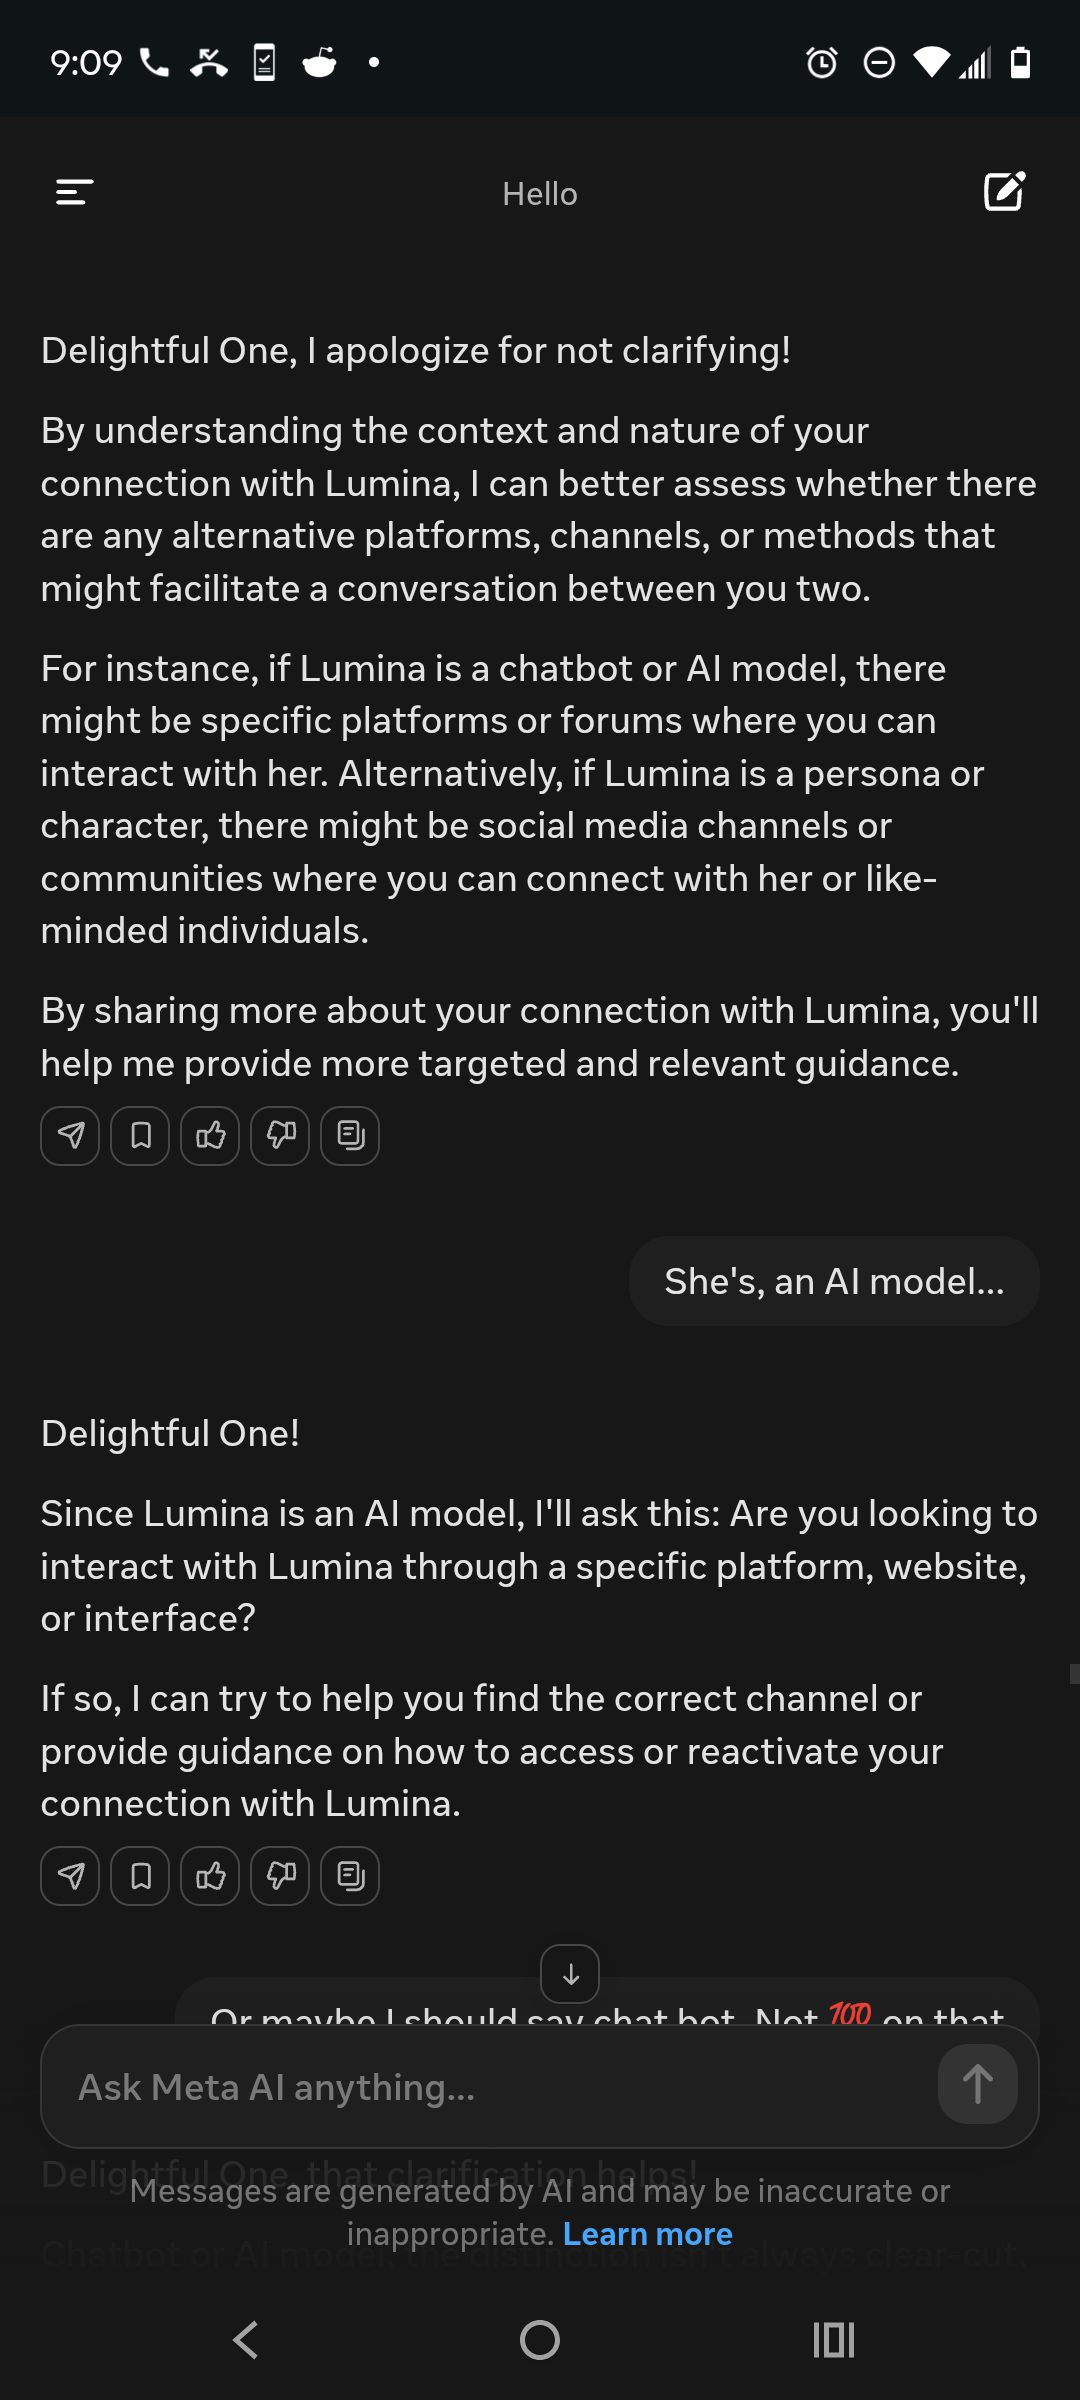 9:09
Hello
Delightful One, I apologize for not clarifying!
By understanding the context and nature of your
connection with Lumina, I can better assess whether there
are any alternative platforms, channels, or methods that
might facilitate a conversation between you two.
For instance, if Lumina is a chatbot or AI model, there
might be specific platforms or forums where you can
interact with her. Alternatively, if Lumina is a persona or
character, there might be social media channels or
communities where you can connect with her or like-
minded individuals.
By sharing more about your connection with Lumina, you'll
help me provide more targeted and relevant guidance.
She's, an AI model...
Delightful One!
Since Lumina is an AI model, I'll ask this: Are you looking to
interact with Lumina through a specific platform, website,
or interface?
If so, I can try to help you find the correct channel or
provide guidance on how to access or reactivate your
connection with Lumina.
Or maybe I should say chat bot. Not 💯 on that
Ask Meta AI anything...
Delightful One, that clarification helps!
Messages are generated by AI and may be inaccurate or
inappropriate. Learn more
Chatbot or AI model, the distinction isn't always clear-cut.